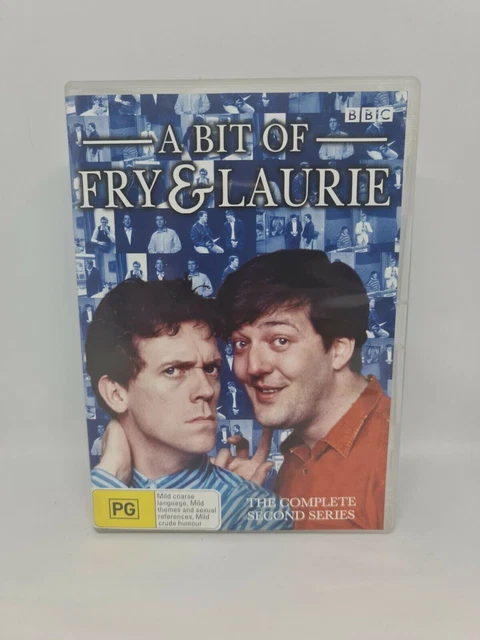 BBC
A BIT OF
FRY & LAURIE
PG
Mild coarse
language, Mild
themes and sexual
references, Mild
crude humour
THE COMPLETE
SECOND SERIES